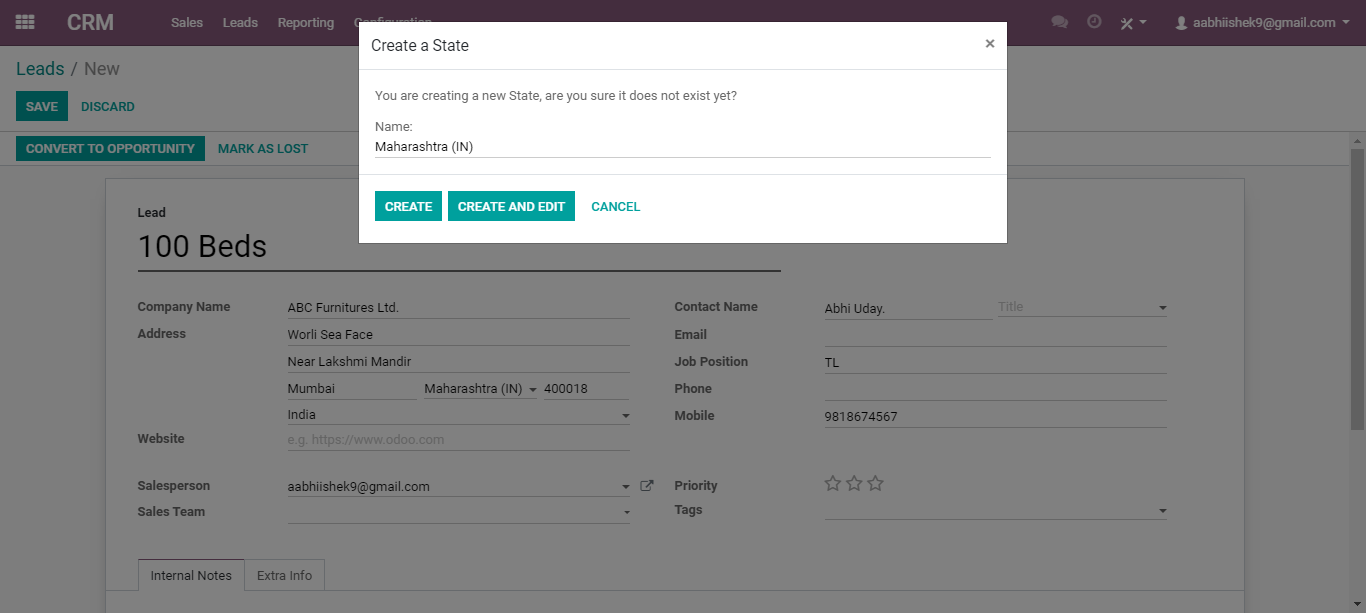 CRM Sales Leads Reporting Configuration aabhiishek9@gmail.com
Create a State ×
Leads / New
You are creating a new State, are you sure it does not exist yet?
SAVE DISCARD
Name:
Maharashtra (IN)
CONVERT TO OPPORTUNITY MARK AS LOST
CREATE CREATE AND EDIT CANCEL
Lead
100 Beds
Company Name ABC Furnitures Ltd. Contact Name Abhi Uday. Title
Address Worli Sea Face Email
Near Lakshmi Mandir Job Position TL
Mumbai Maharashtra (IN) 400018 Phone
India Mobile 9818674567
Website e.g. https://www.odoo.com
Salesperson aabhiishek9@gmail.com Priority
Sales Team Tags
Internal Notes Extra Info